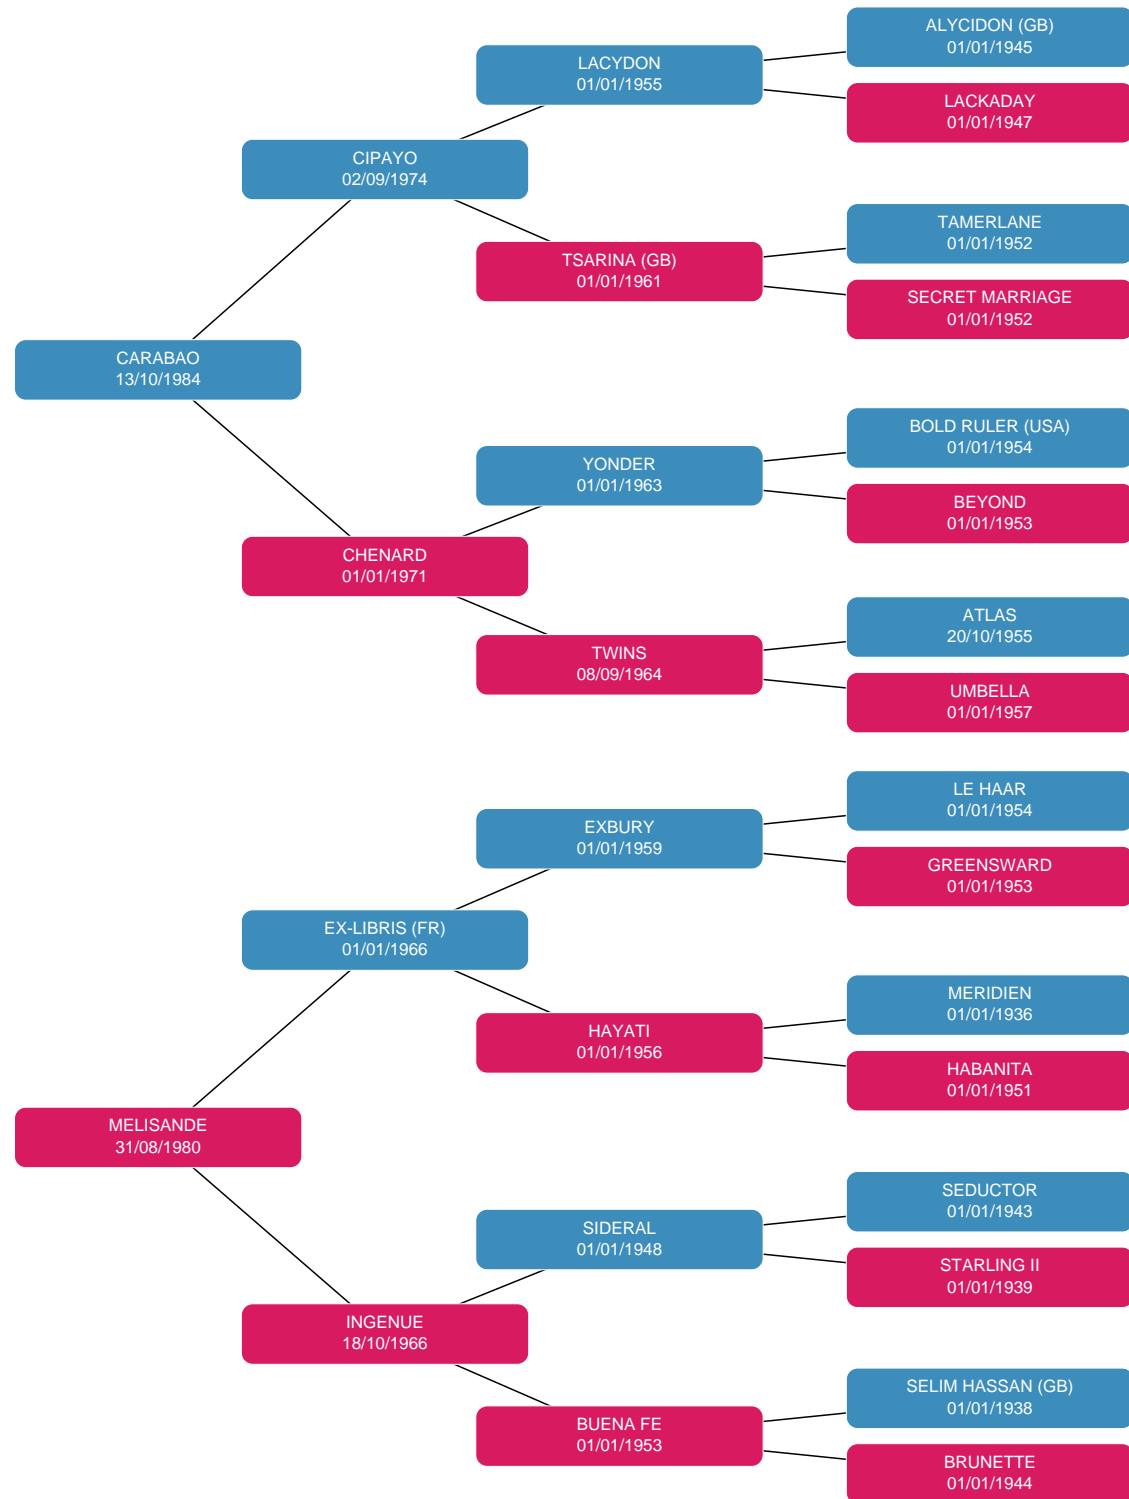 ALYCIDON (GB)
01/01/1945
LACYDON
01/01/1955
LACKADAY
01/01/1947
CIPAYO
02/09/1974
TAMERLANE
01/01/1952
TSARINA (GB)
01/01/1961
SECRET MARRIAGE
01/01/1952
CARABAO
13/10/1984
BOLD RULER (USA)
01/01/1954
YONDER
01/01/1963
BEYOND
01/01/1953
CHENARD
01/01/1971
ATLAS
20/10/1955
TWINS
08/09/1964
UMBELLA
01/01/1957
LE HAAR
01/01/1954
EXBURY
01/01/1959
GREENSWARD
01/01/1953
EX-LIBRIS (FR)
01/01/1966
MERIDIEN
01/01/1936
HAYATI
01/01/1956
HABANITA
01/01/1951
MELISANDE
31/08/1980
SEDUCTOR
01/01/1943
SIDERAL
01/01/1948
STARLING II
01/01/1939
INGENUE
18/10/1966
SELIM HASSAN (GB)
01/01/1938
BUENA FE
01/01/1953
BRUNETTE
01/01/1944